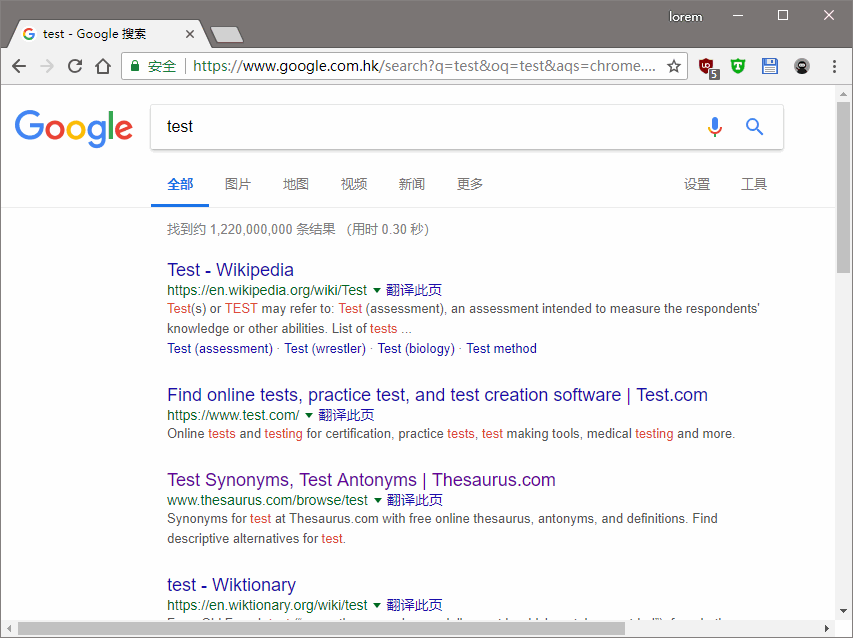 lorem
test - Google 搜索
安全 https://www.google.com.hk/search?q=test&oq=test&aqs=chrome....
5
Google
test
全部 图片 地图 视频 新闻 更多 设置 工具
找到约 1,220,000,000 条结果 （用时 0.30 秒）
Test - Wikipedia
https://en.wikipedia.org/wiki/Test 翻译此页
Test(s) or TEST may refer to: Test (assessment), an assessment intended to measure the respondents'
knowledge or other abilities. List of tests ...
Test (assessment) · Test (wrestler) · Test (biology) · Test method
Find online tests, practice test, and test creation software | Test.com
https://www.test.com/ 翻译此页
Online tests and testing for certification, practice tests, test making tools, medical testing and more.
Test Synonyms, Test Antonyms | Thesaurus.com
www.thesaurus.com/browse/test 翻译此页
Synonyms for test at Thesaurus.com with free online thesaurus, antonyms, and definitions. Find
descriptive alternatives for test.
test - Wiktionary
https://en.wiktionary.org/wiki/test 翻译此页